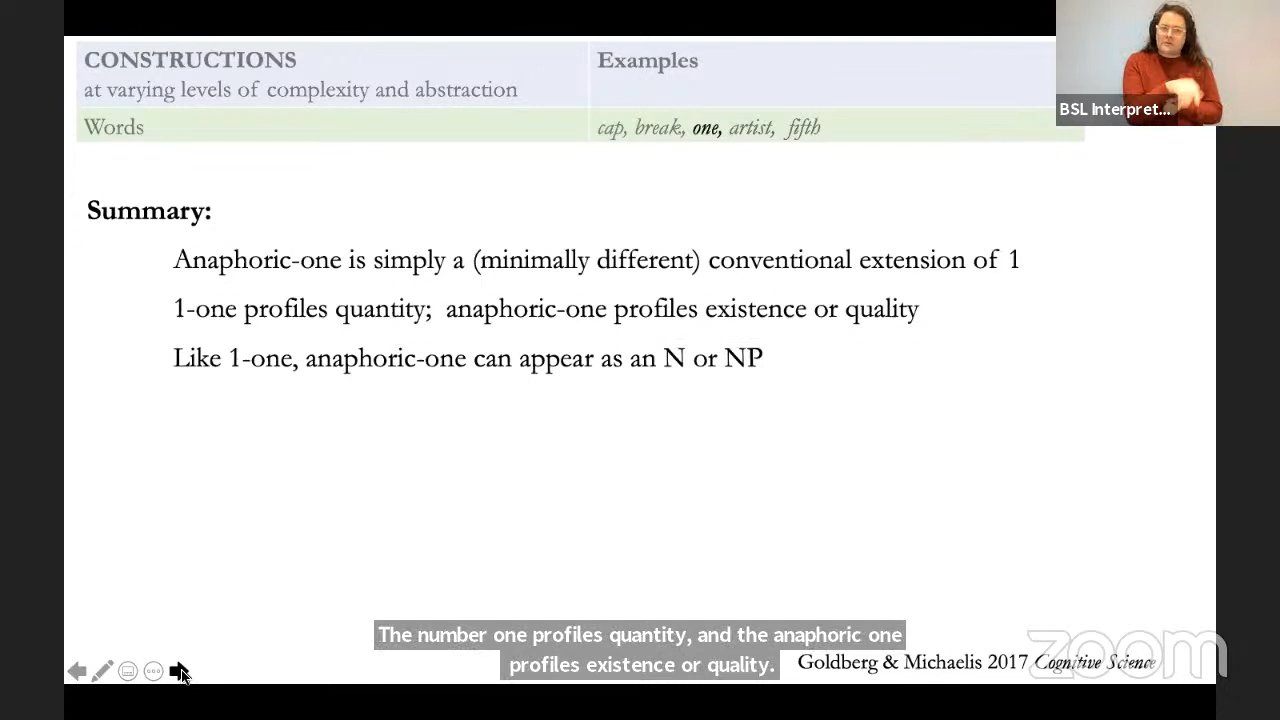 CONSTRUCTIONS
at varying levels of complexity and abstraction
Examples
Words
cap, break, one, artist, fifth
BSL Interpret...
Summary:
Anaphoric-one is simply a (minimally different) conventional extension of 1
1-one profiles quantity; anaphoric-one profiles existence or quality
Like 1-one, anaphoric-one can appear as an N or NP
The number one profiles quantity, and the anaphoric one
profiles existence or quality.
Goldberg & Michaelis 2017 Cognitive Science
zoom